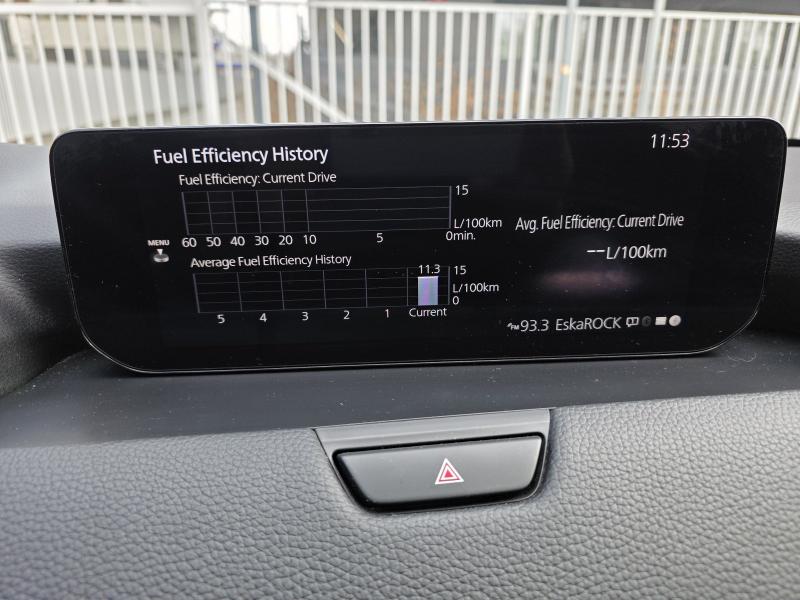 11:53
Fuel Efficiency History
Fuel Efficiency: Current Drive
15
L/100km
60 50 40 30 20 10 5 0min.
Avg. Fuel Efficiency: Current Drive
--L/100km
MENU
Average Fuel Efficiency History
11.3
15
L/100km
0
5 4 3 2 1 Current
FM 93.3 EskaROCK